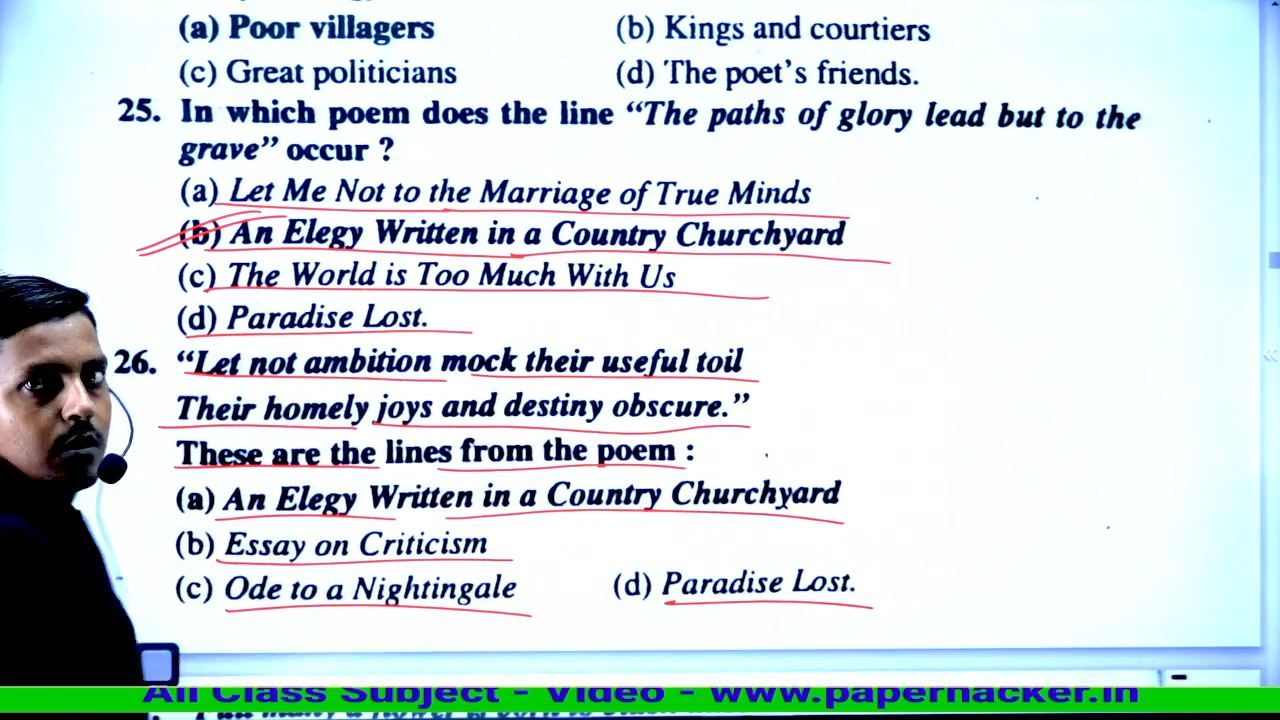 (a) Poor villagers (b) Kings and courtiers
(c) Great politicians (d) The poet's friends.
25. In which poem does the line “The paths of glory lead but to the
grave” occur ?
(a) Let Me Not to the Marriage of True Minds
(b) An Elegy Written in a Country Churchyard
(c) The World is Too Much With Us
(d) Paradise Lost.
26. “Let not ambition mock their useful toil
Their homely joys and destiny obscure.”
These are the lines from the poem :
(a) An Elegy Written in a Country Churchyard
(b) Essay on Criticism
(c) Ode to a Nightingale (d) Paradise Lost.
All Class Subject - Video - www.papernacker.in